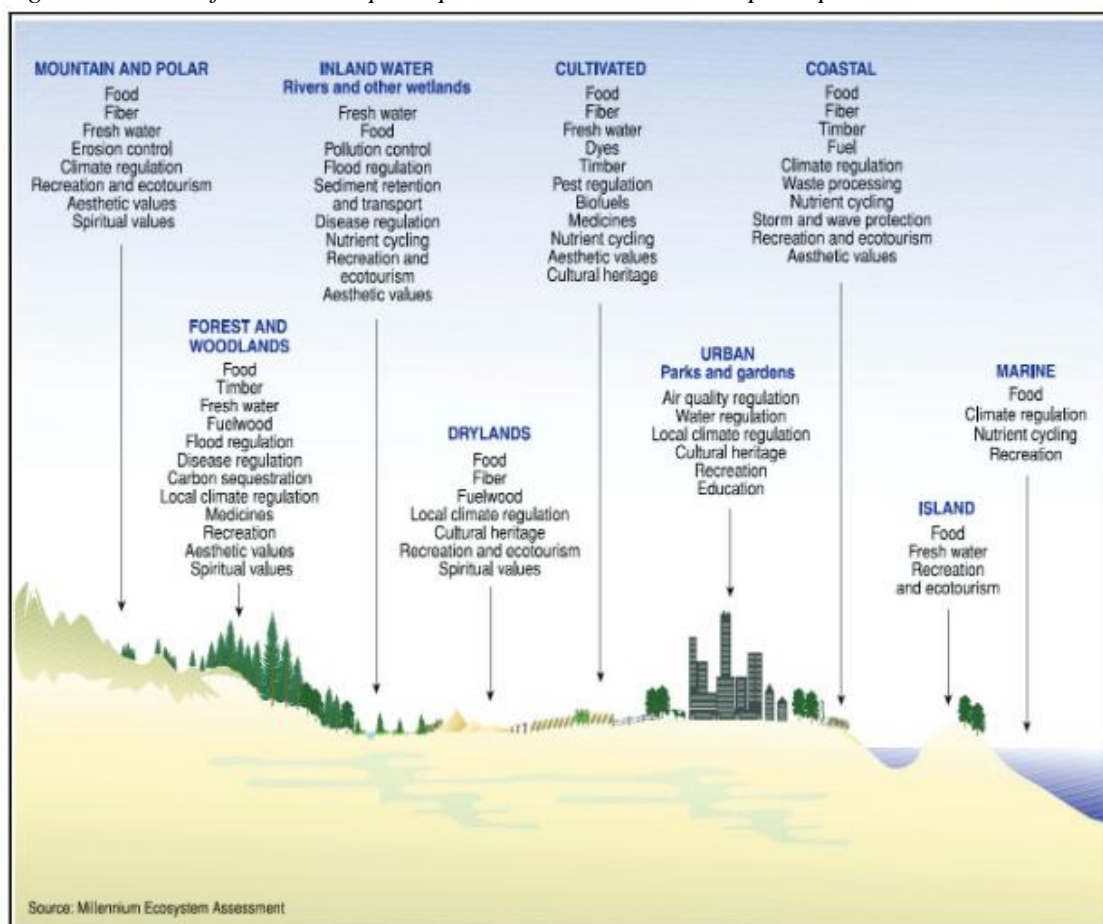 MOUNTAIN AND POLAR
Food
Fiber
Fresh water
Erosion control
Climate regulation
Recreation and ecotourism
Aesthetic values
Spiritual values
INLAND WATER
Rivers and other wetlands
Fresh water
Food
Pollution control
Flood regulation
Sediment retention
and transport
Disease regulation
Nutrient cycling
Recreation and
ecotourism
Aesthetic values
CULTIVATED
Food
Fiber
Fresh water
Dyes
Timber
Pest regulation
Biofuels
Medicines
Nutrient cycling
Aesthetic values
Cultural heritage
COASTAL
Food
Fiber
Timber
Fuel
Climate regulation
Waste processing
Nutrient cycling
Storm and wave protection
Recreation and ecotourism
Aesthetic values
FOREST AND
WOODLANDS
Food
Timber
Fresh water
Fuelwood
Flood regulation
Disease regulation
Carbon sequestration
Local climate regulation
Medicines
Recreation
Aesthetic values
Spiritual values
DRYLANDS
Food
Fiber
Fuelwood
Local climate regulation
Cultural heritage
Recreation and ecotourism
Spiritual values
URBAN
Parks and gardens
Air quality regulation
Water regulation
Local climate regulation
Cultural heritage
Recreation
Education
MARINE
Food
Climate regulation
Nutrient cycling
Recreation
ISLAND
Food
Fresh water
Recreation
and ecotourism
Source: Millennium Ecosystem Assessment